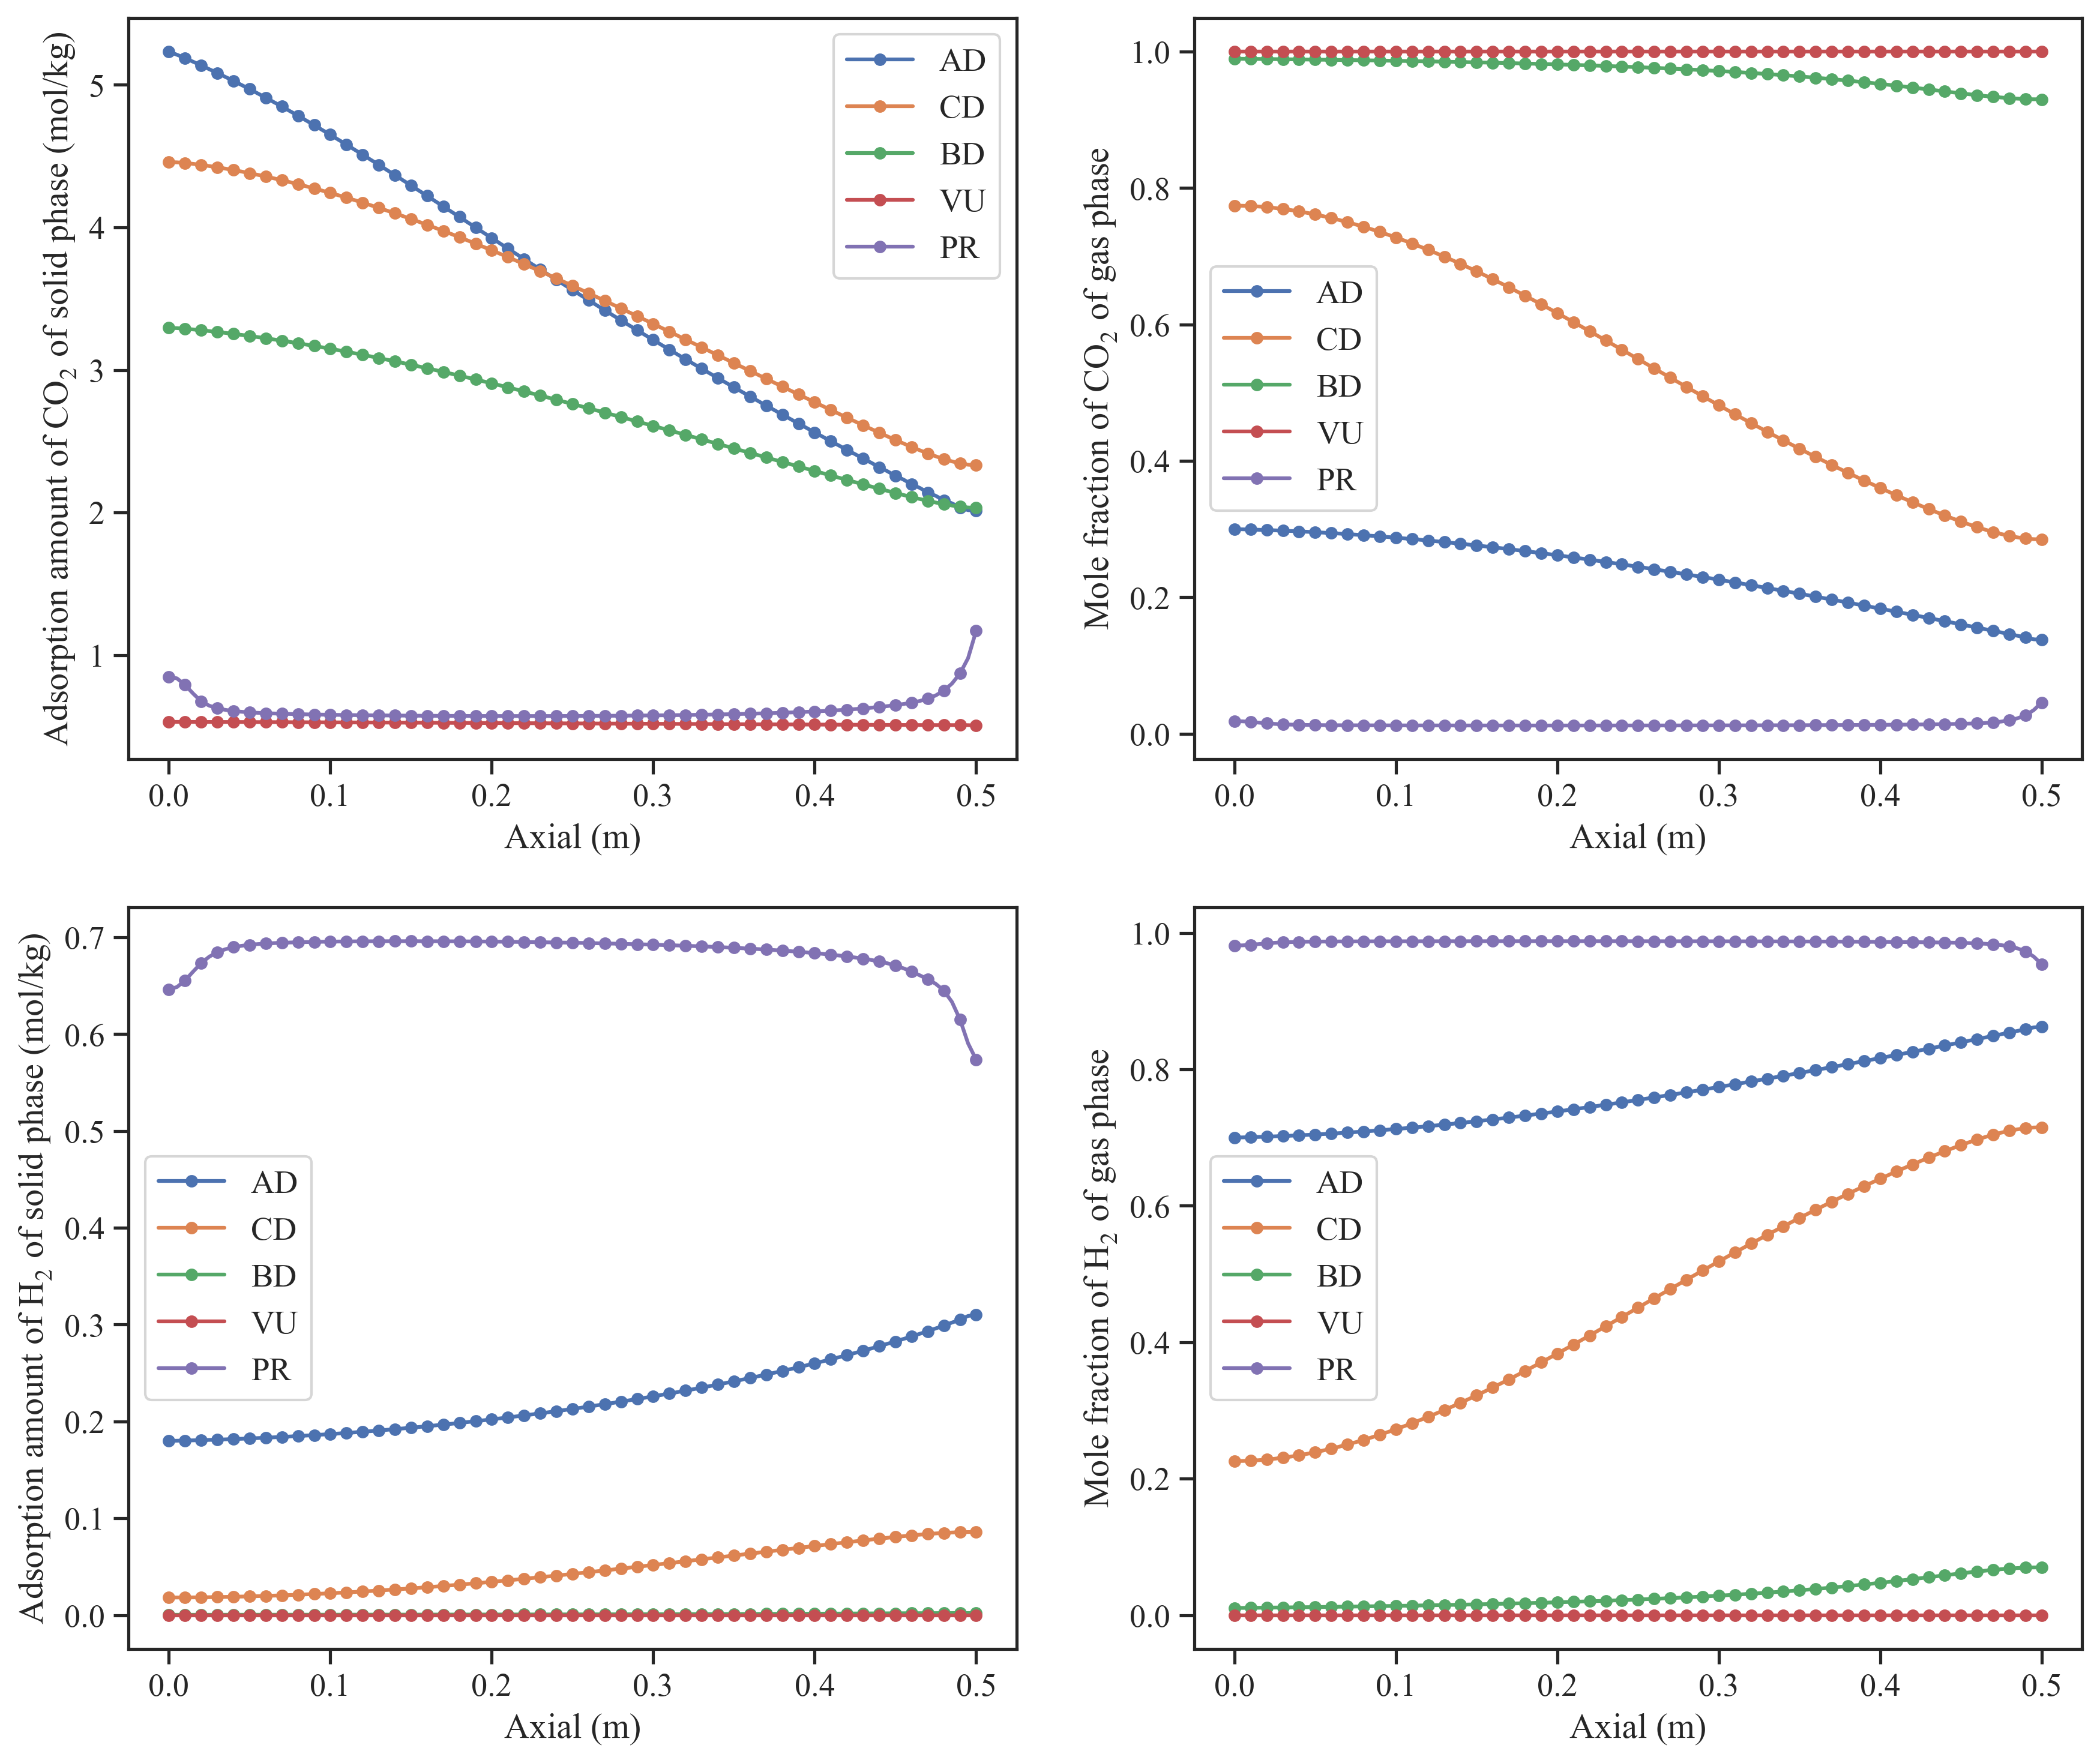 Adsorption amount of CO₂ of solid phase (mol/kg)
5
4
3
2
1
AD
CD
BD
VU
PR
0.0 0.1 0.2 0.3 0.4 0.5
Axial (m)
Mole fraction of CO₂ of gas phase
1.0
0.8
0.6
0.4
0.2
0.0
AD
CD
BD
VU
PR
0.0 0.1 0.2 0.3 0.4 0.5
Axial (m)
Adsorption amount of H₂ of solid phase (mol/kg)
0.7
0.6
0.5
0.4
0.3
0.2
0.1
0.0
AD
CD
BD
VU
PR
0.0 0.1 0.2 0.3 0.4 0.5
Axial (m)
Mole fraction of H₂ of gas phase
1.0
0.8
0.6
0.4
0.2
0.0
AD
CD
BD
VU
PR
0.0 0.1 0.2 0.3 0.4 0.5
Axial (m)